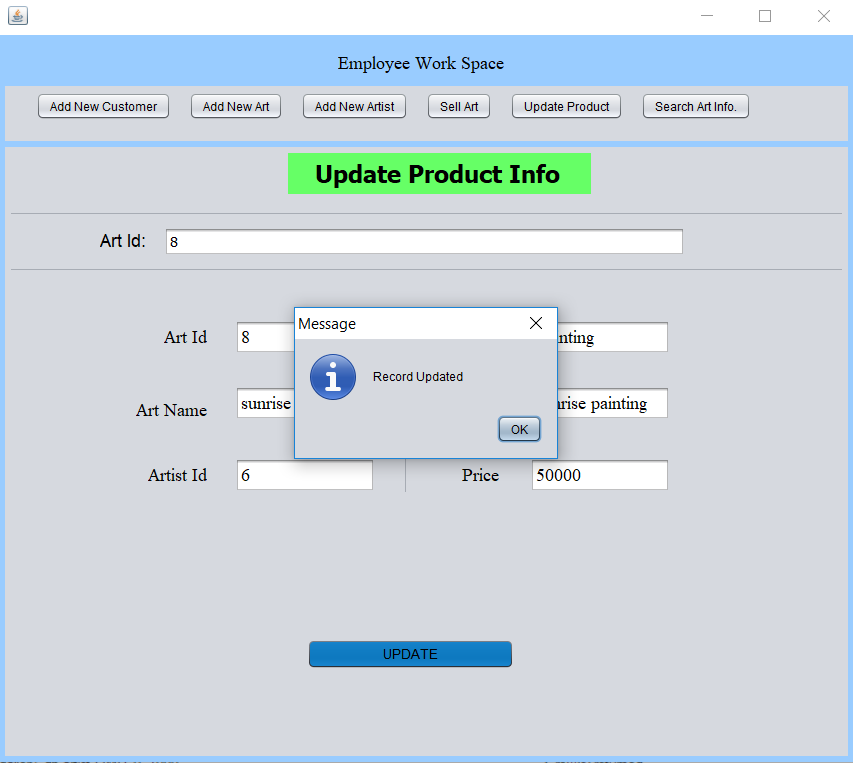 Employee Work Space
Add New Customer Add New Art Add New Artist Sell Art Update Product Search Art Info.
Update Product Info
Art Id: 8
Message
Record Updated
OK
Art Id 8 nting
Art Name sunrise rise painting
Artist Id 6 Price 50000
UPDATE